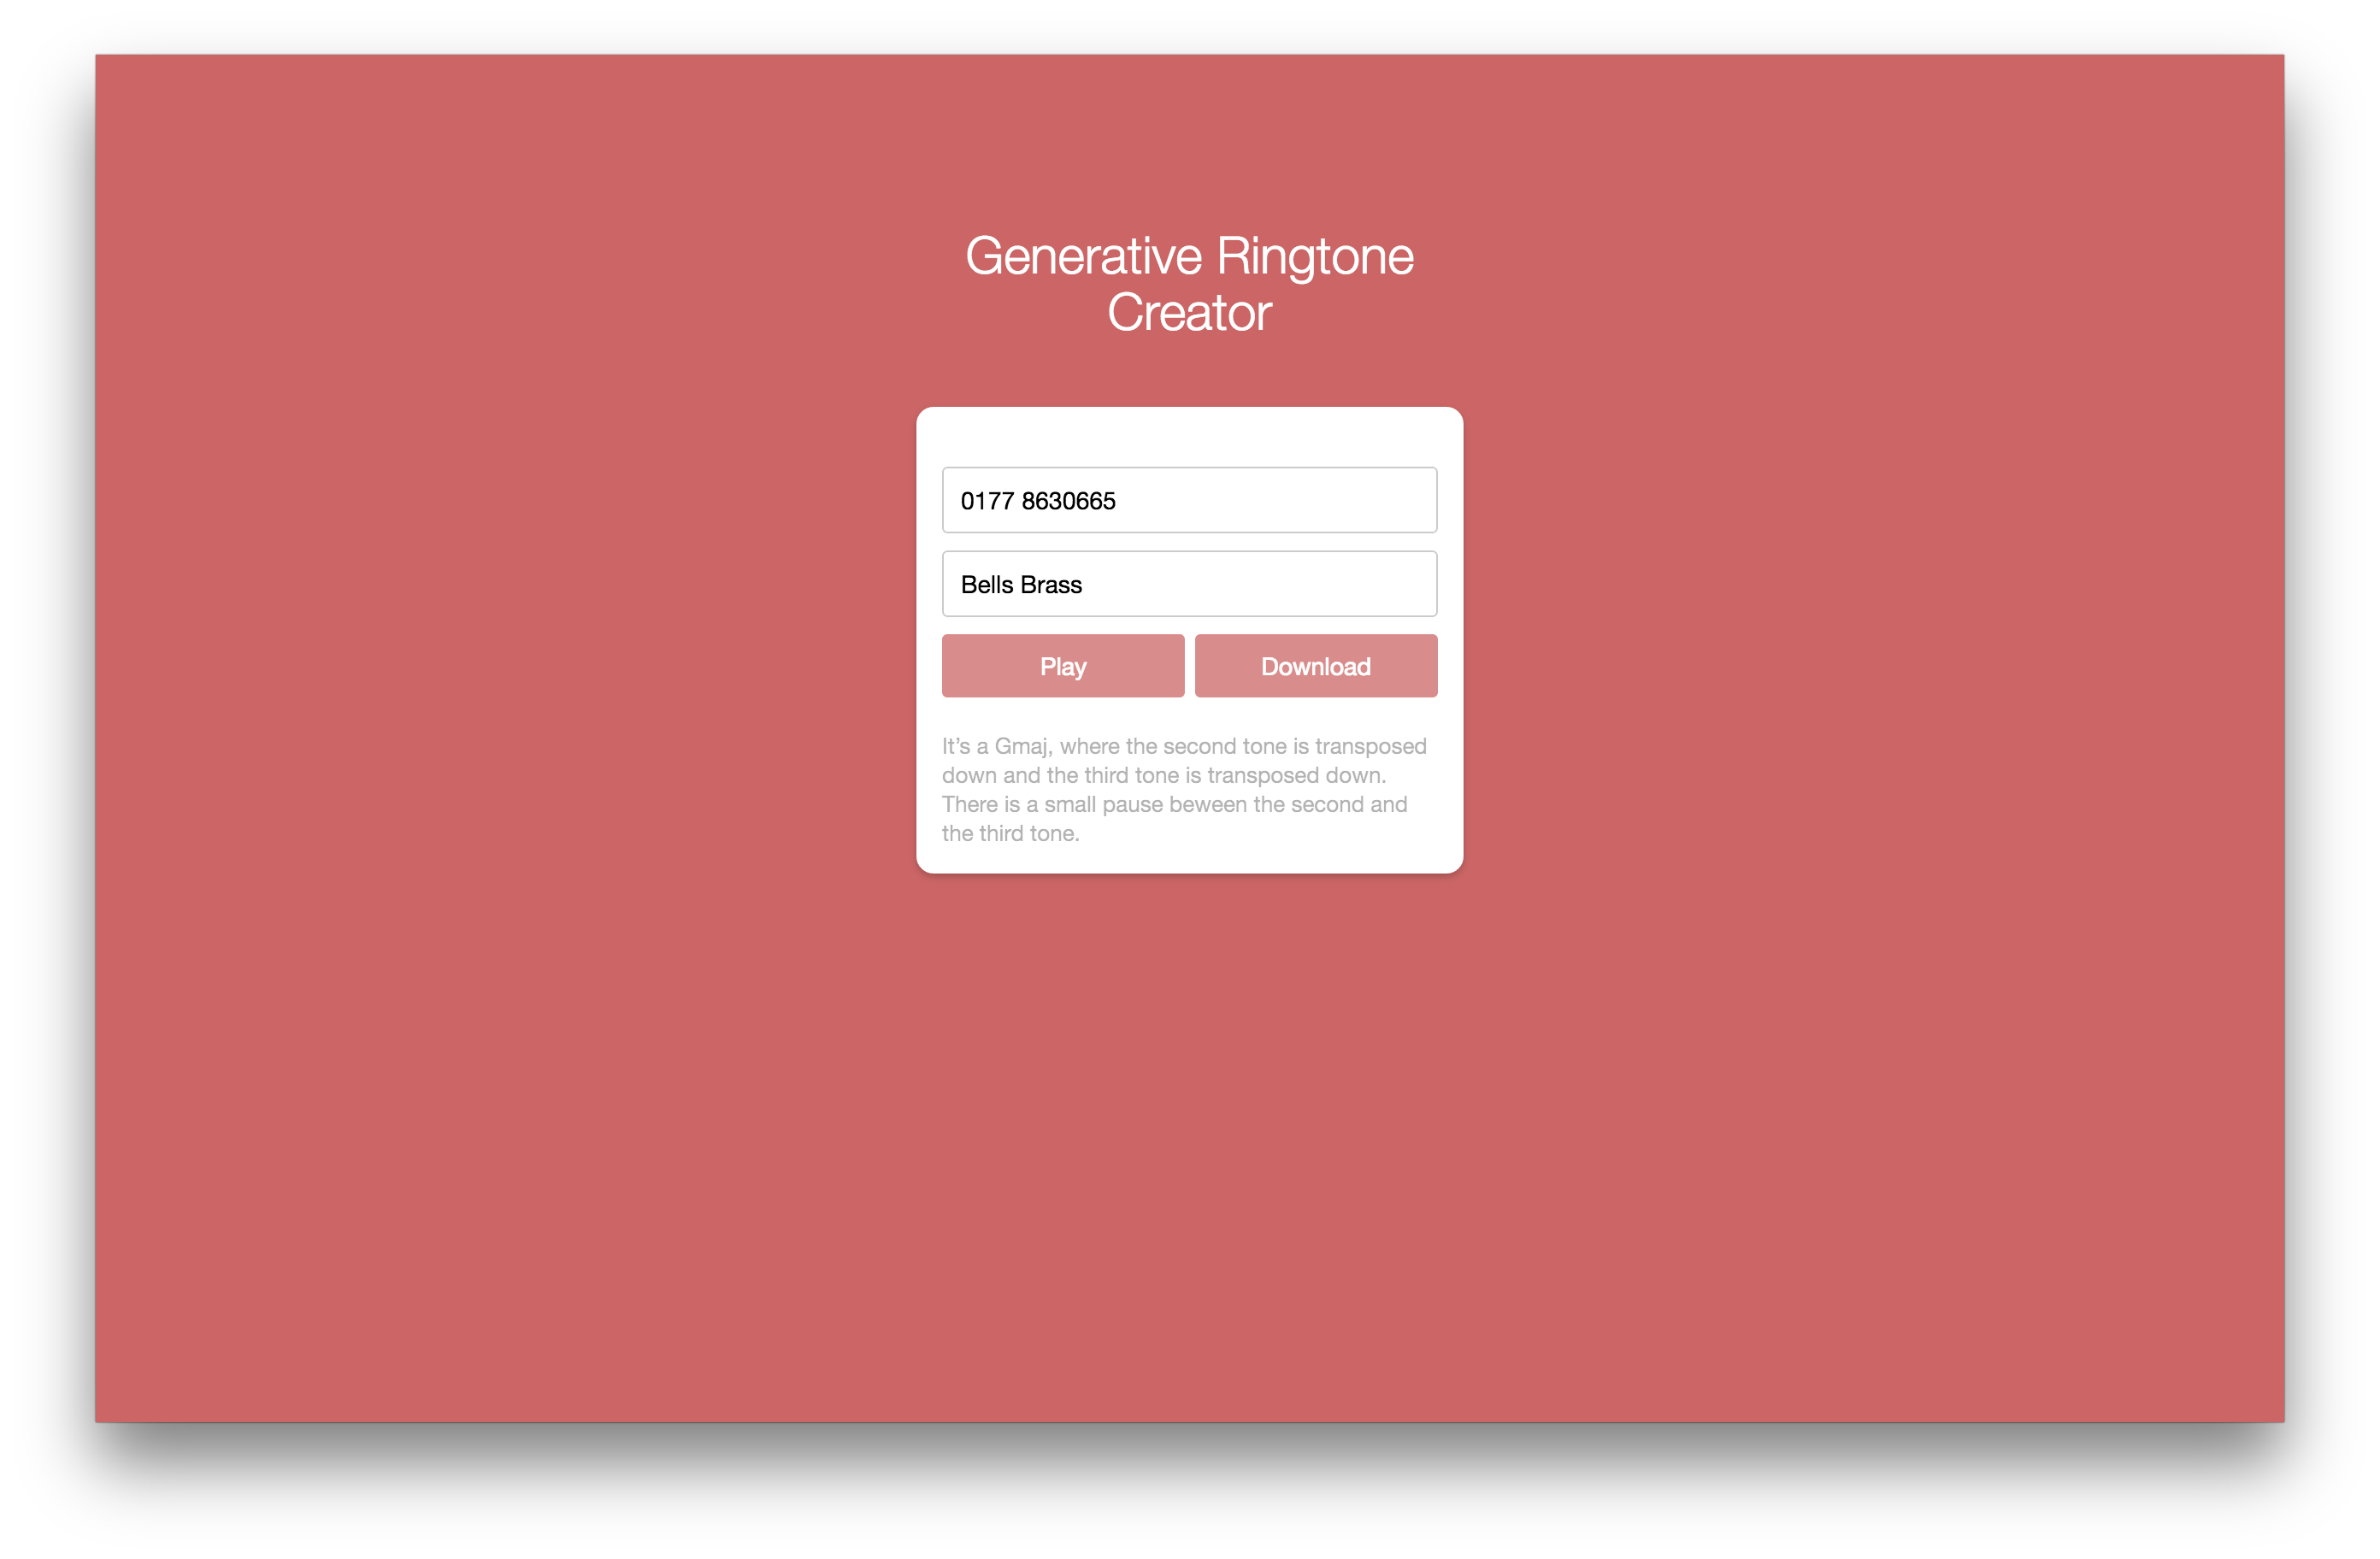 Generative Ringtone
Creator
0177 8630665
Bells Brass
Play
Download
It’s a Gmaj, where the second tone is transposed
down and the third tone is transposed down.
There is a small pause beween the second and
the third tone.